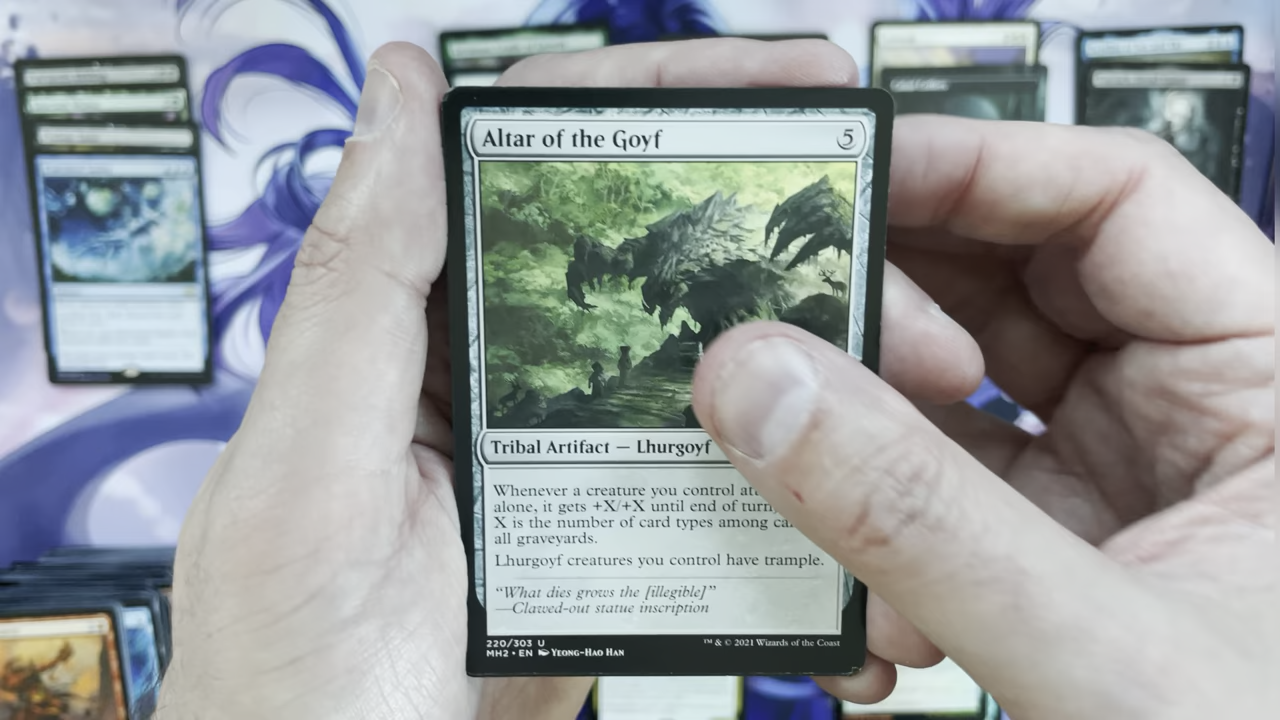 Altar of the Goyf 5
Tribal Artifact — Lhurgoyf
Whenever a creature you control
alone, it gets +X/+X until end of turn,
X is the number of card types among
all graveyards.
Lhurgoyf creatures you control have trample.
“What dies grows the [illegible]”
—Clawed-out statue inscription
220/303 U
MH2 • EN Yeong-Hao Han
™ & © 2021 Wizards of the Coast